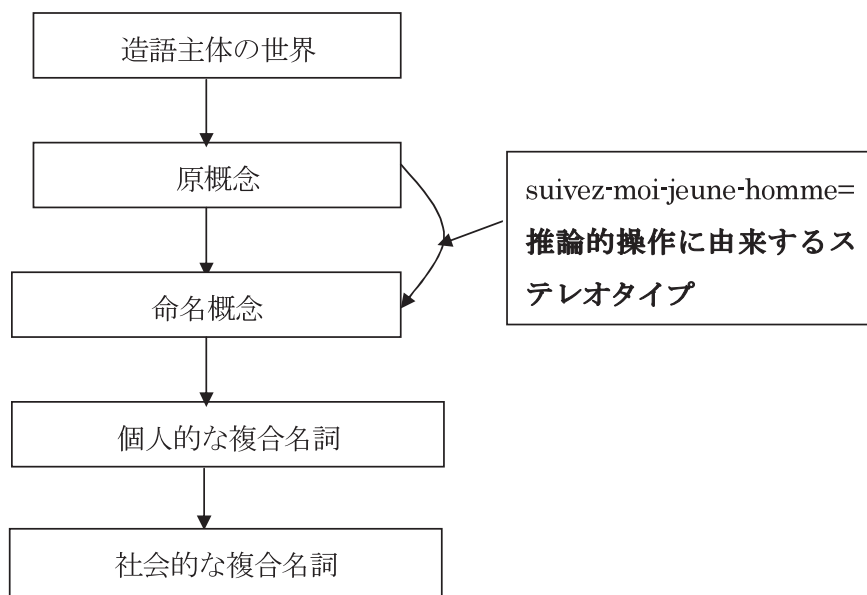 造語主体の世界
原概念
suivez-moi-jeune-homme=
推論的操作に由来するス
テレオタイプ
命名概念
個人的な複合名詞
社会的な複合名詞